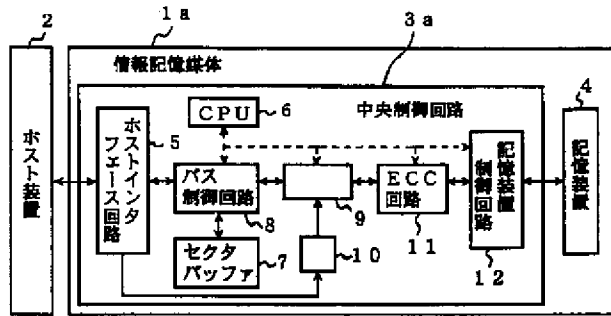 2
1a
3a
情報記憶媒体
4
CPU
6
中央制御回路
ホスト装置
ホストインタ
フェース回路
5
バス
制御回路
8
9
ECC
回路
11
記憶装置
制御回路
12
記憶装置
セクタ
バッファ
7
10